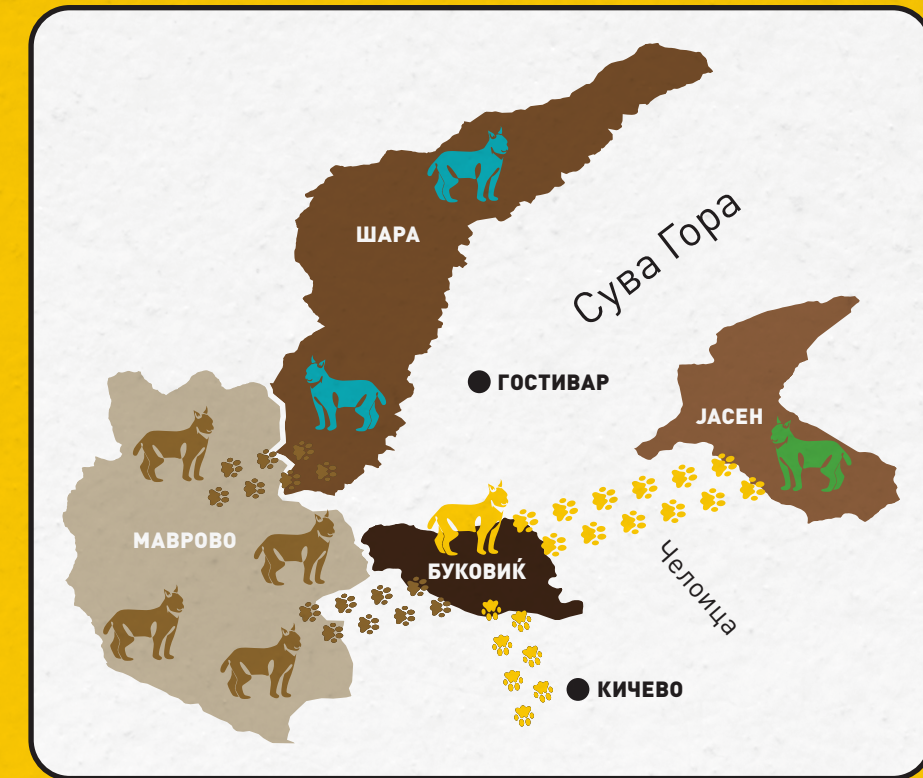 ШАРА
Сува Гора
ГОСТИВАР
ЈАСЕН
МАВРОВО
БУКОВИЌ
Челоица
КИЧЕВО